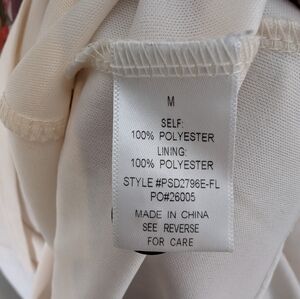 M
SELF:
100% POLYESTER
LINING:
100% POLYESTER
STYLE #PSD2796E-FL
PO#26005
MADE IN CHINA
SEE REVERSE
FOR CARE